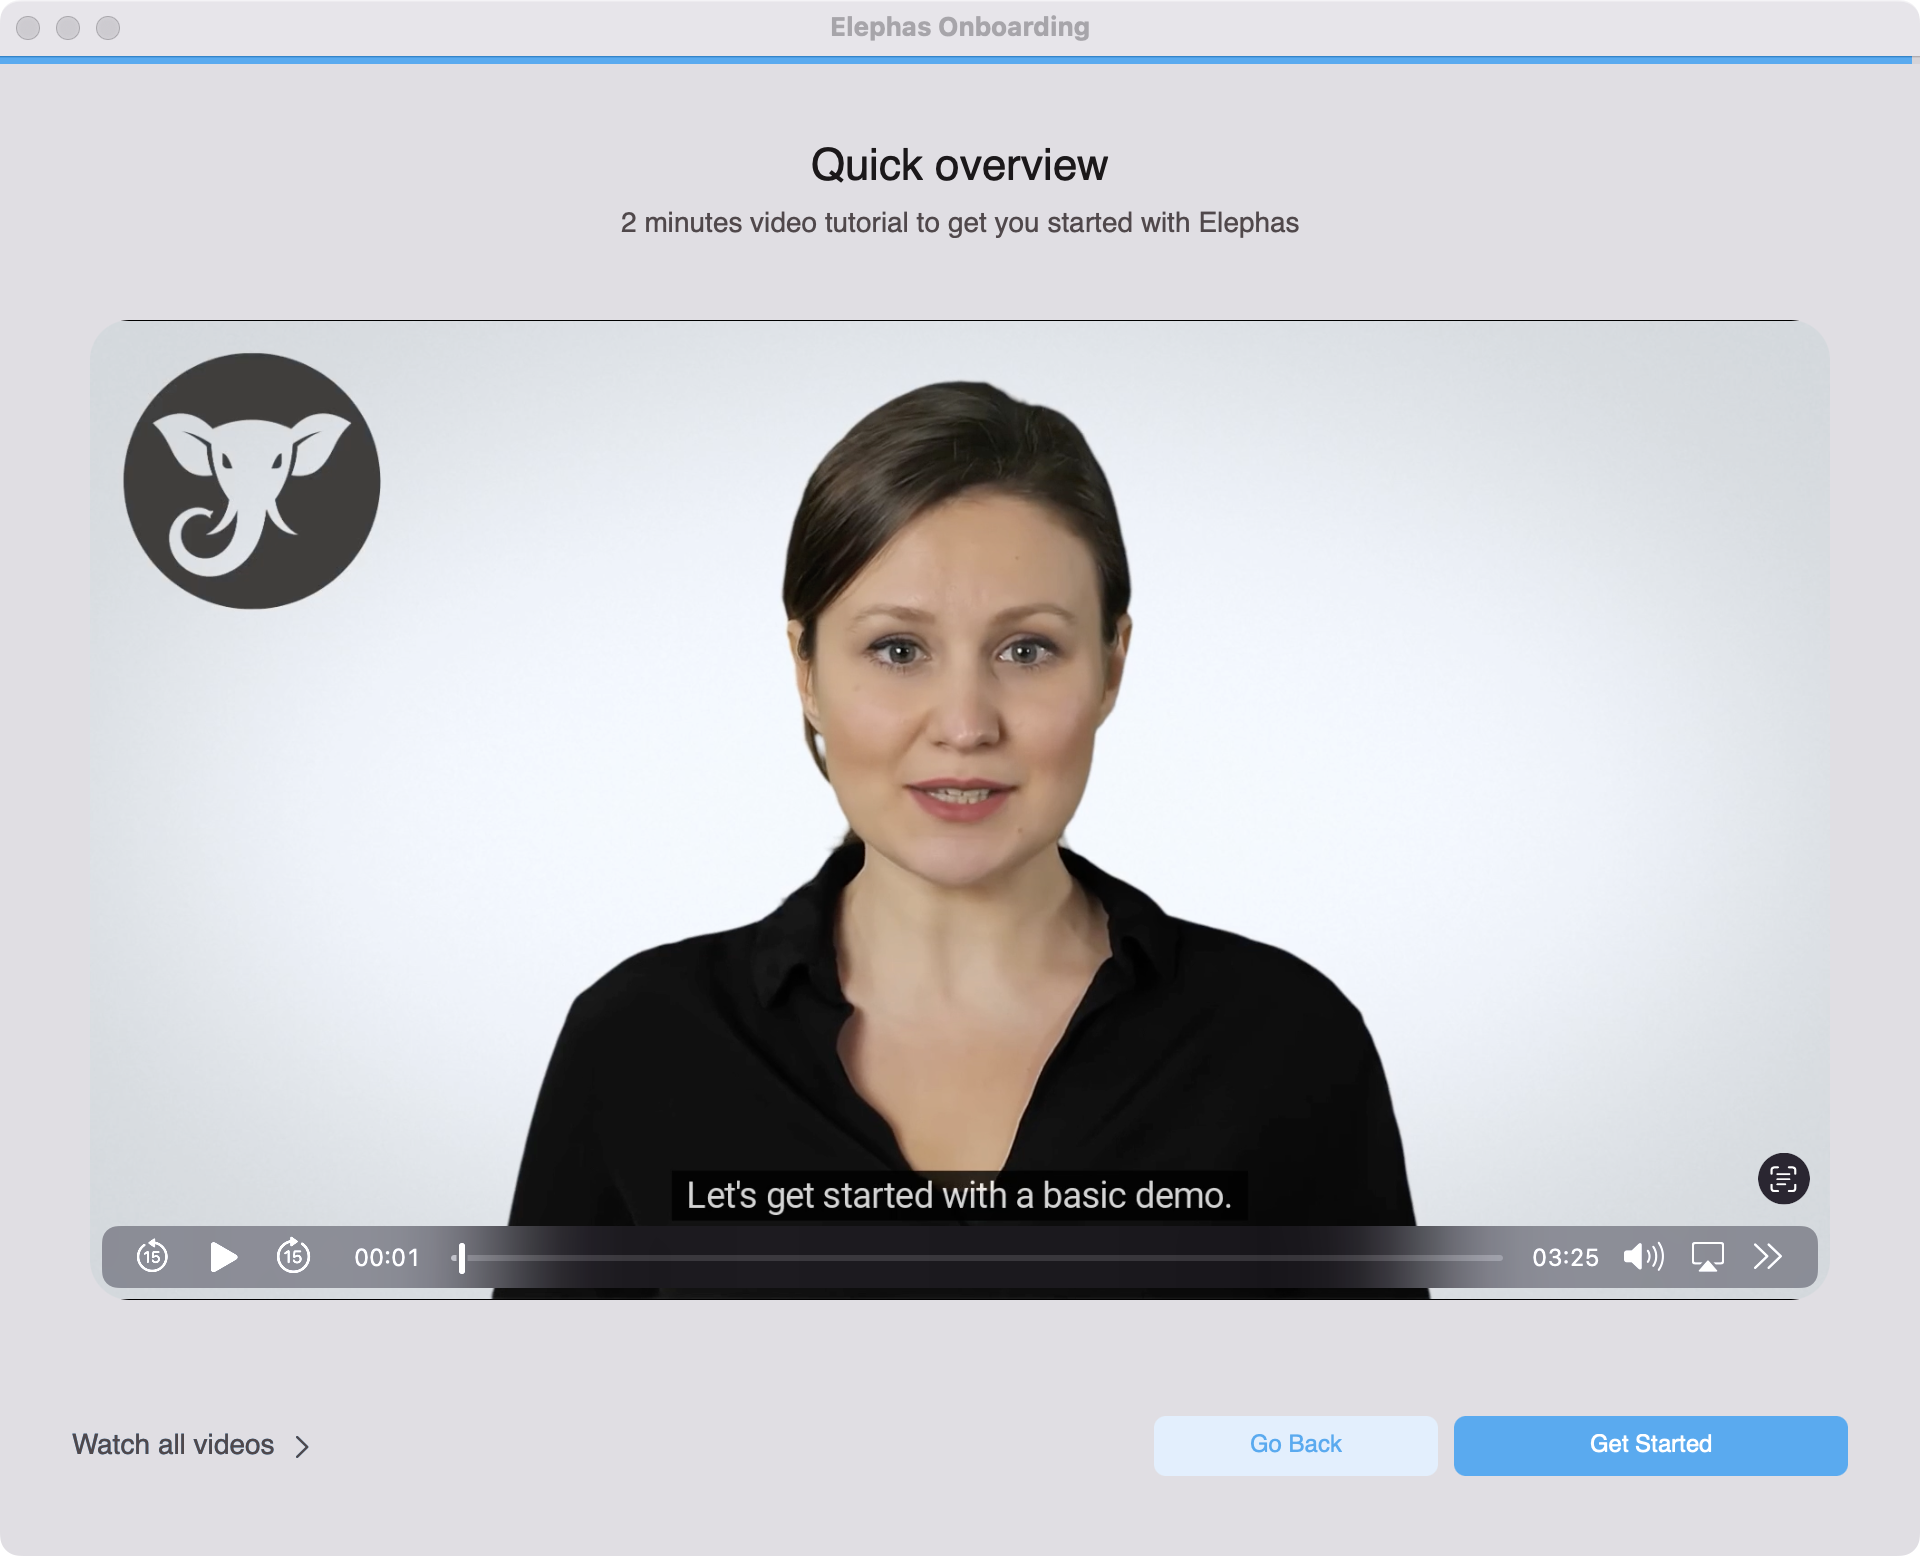 Elephas Onboarding
Quick overview
2 minutes video tutorial to get you started with Elephas
Let's get started with a basic demo.
15
15
00:01
03:25
Watch all videos
Go Back
Get Started